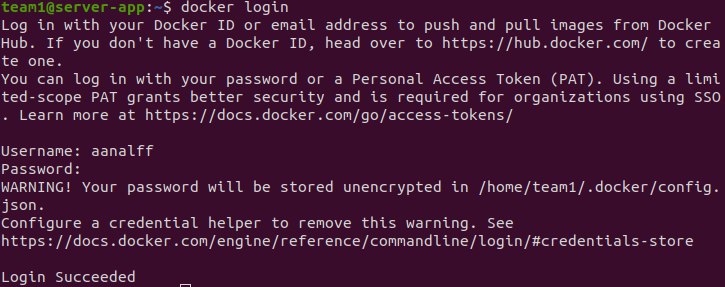 team1@server-app:~$ docker login
Log in with your Docker ID or email address to push and pull images from Docker
Hub. If you don't have a Docker ID, head over to https://hub.docker.com/ to crea
te one.
You can log in with your password or a Personal Access Token (PAT). Using a limi
ted-scope PAT grants better security and is required for organizations using SSO
. Learn more at https://docs.docker.com/go/access-tokens/
Username: aanalff
Password:
WARNING! Your password will be stored unencrypted in /home/team1/.docker/config.
json.
Configure a credential helper to remove this warning. See
https://docs.docker.com/engine/reference/commandline/login/#credentials-store
Login Succeeded